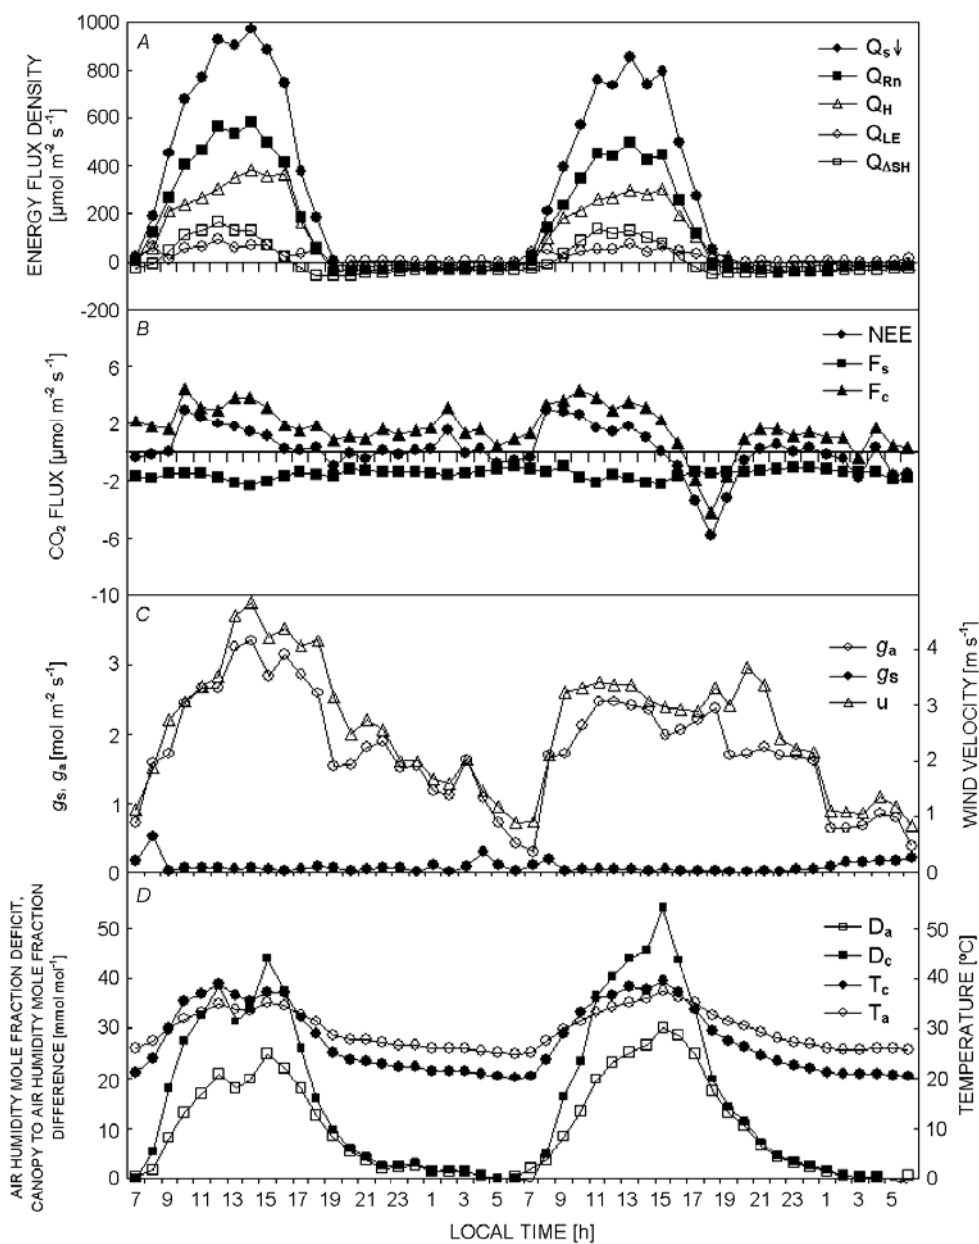 A
1000
800
600
400
200
0
-200
ENERGY FLUX DENSITY
[µmol m⁻² s⁻¹]
Qs↓
QRn
QH
QLE
QΔSH
B
6
2
-2
-6
-10
CO₂ FLUX [µmol m⁻² s⁻¹]
NEE
Fs
Fc
C
3
2
1
0
gs, ga [mol m⁻² s⁻¹]
ga
gs
u
4
3
2
1
0
WIND VELOCITY [m s⁻¹]
D
50
40
30
20
10
0
AIR HUMIDITY MOLE FRACTION DEFICIT,
CANOPY TO AIR HUMIDITY MOLE FRACTION
DIFFERENCE [mmol mol⁻¹]
Da
Dc
Tc
Ta
50
40
30
20
10
0
TEMPERATURE [ºC]
7 9 11 13 15 17 19 21 23 1 3 5 7 9 11 13 15 17 19 21 23 1 3 5
LOCAL TIME [h]